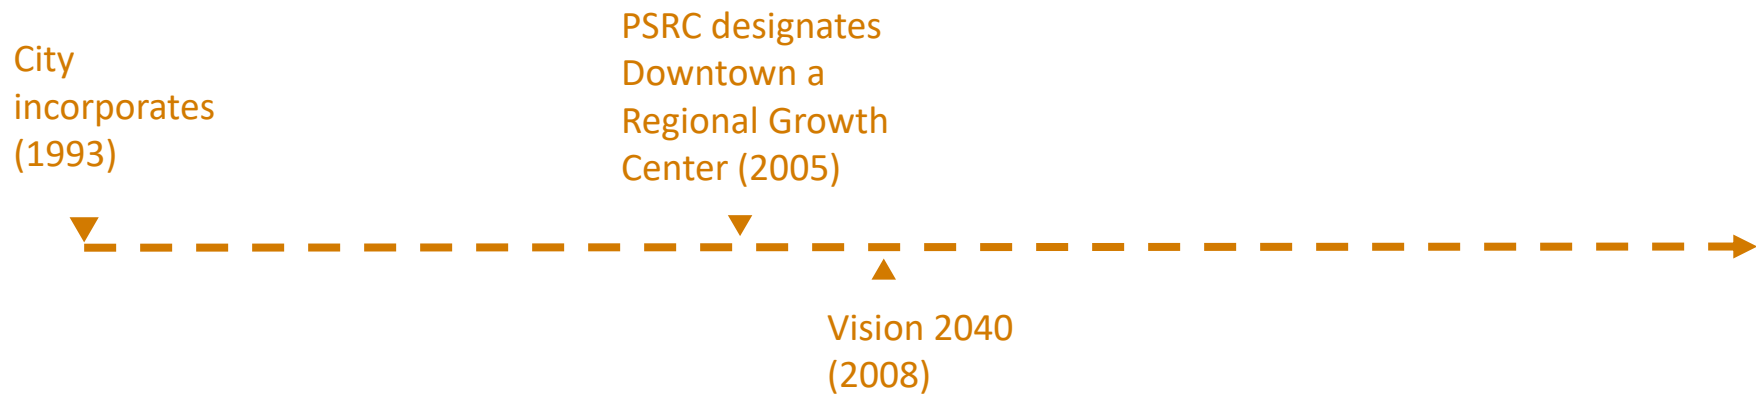 City
incorporates
(1993)
PSRC designates
Downtown a
Regional Growth
Center (2005)
Vision 2040
(2008)